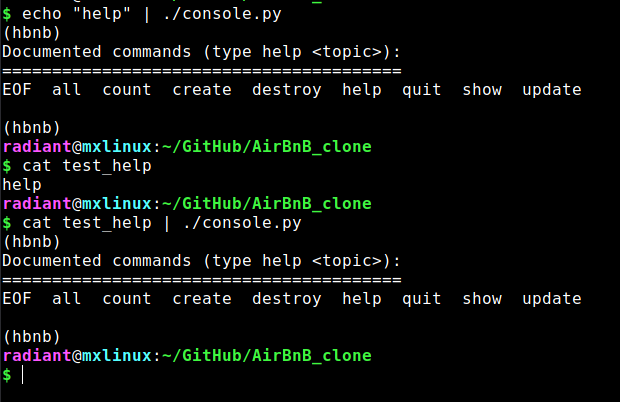 $ echo "help" | ./console.py
(hbnb)
Documented commands (type help <topic>):
========================================
EOF  all  count  create  destroy  help  quit  show  update
(hbnb)
radiant@mxlinux:~/GitHub/AirBnB_clone
$ cat test_help
help
radiant@mxlinux:~/GitHub/AirBnB_clone
$ cat test_help | ./console.py
(hbnb)
Documented commands (type help <topic>):
========================================
EOF  all  count  create  destroy  help  quit  show  update
(hbnb)
radiant@mxlinux:~/GitHub/AirBnB_clone
$